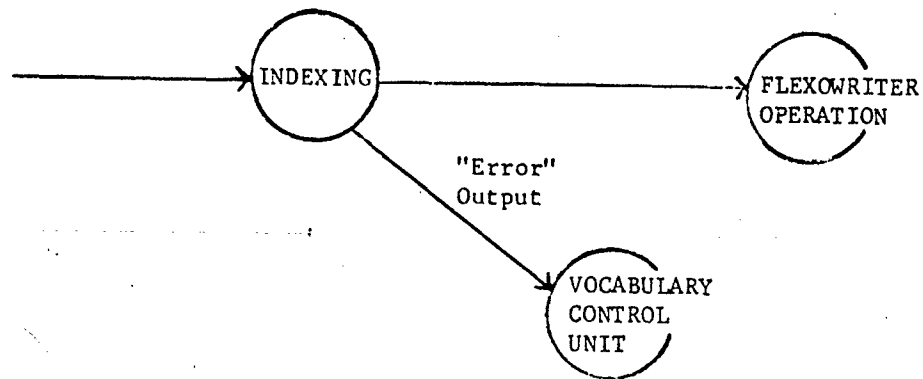 INDEXING
FLEXOWRITER
OPERATION
"Error"
Output
VOCABULARY
CONTROL
UNIT